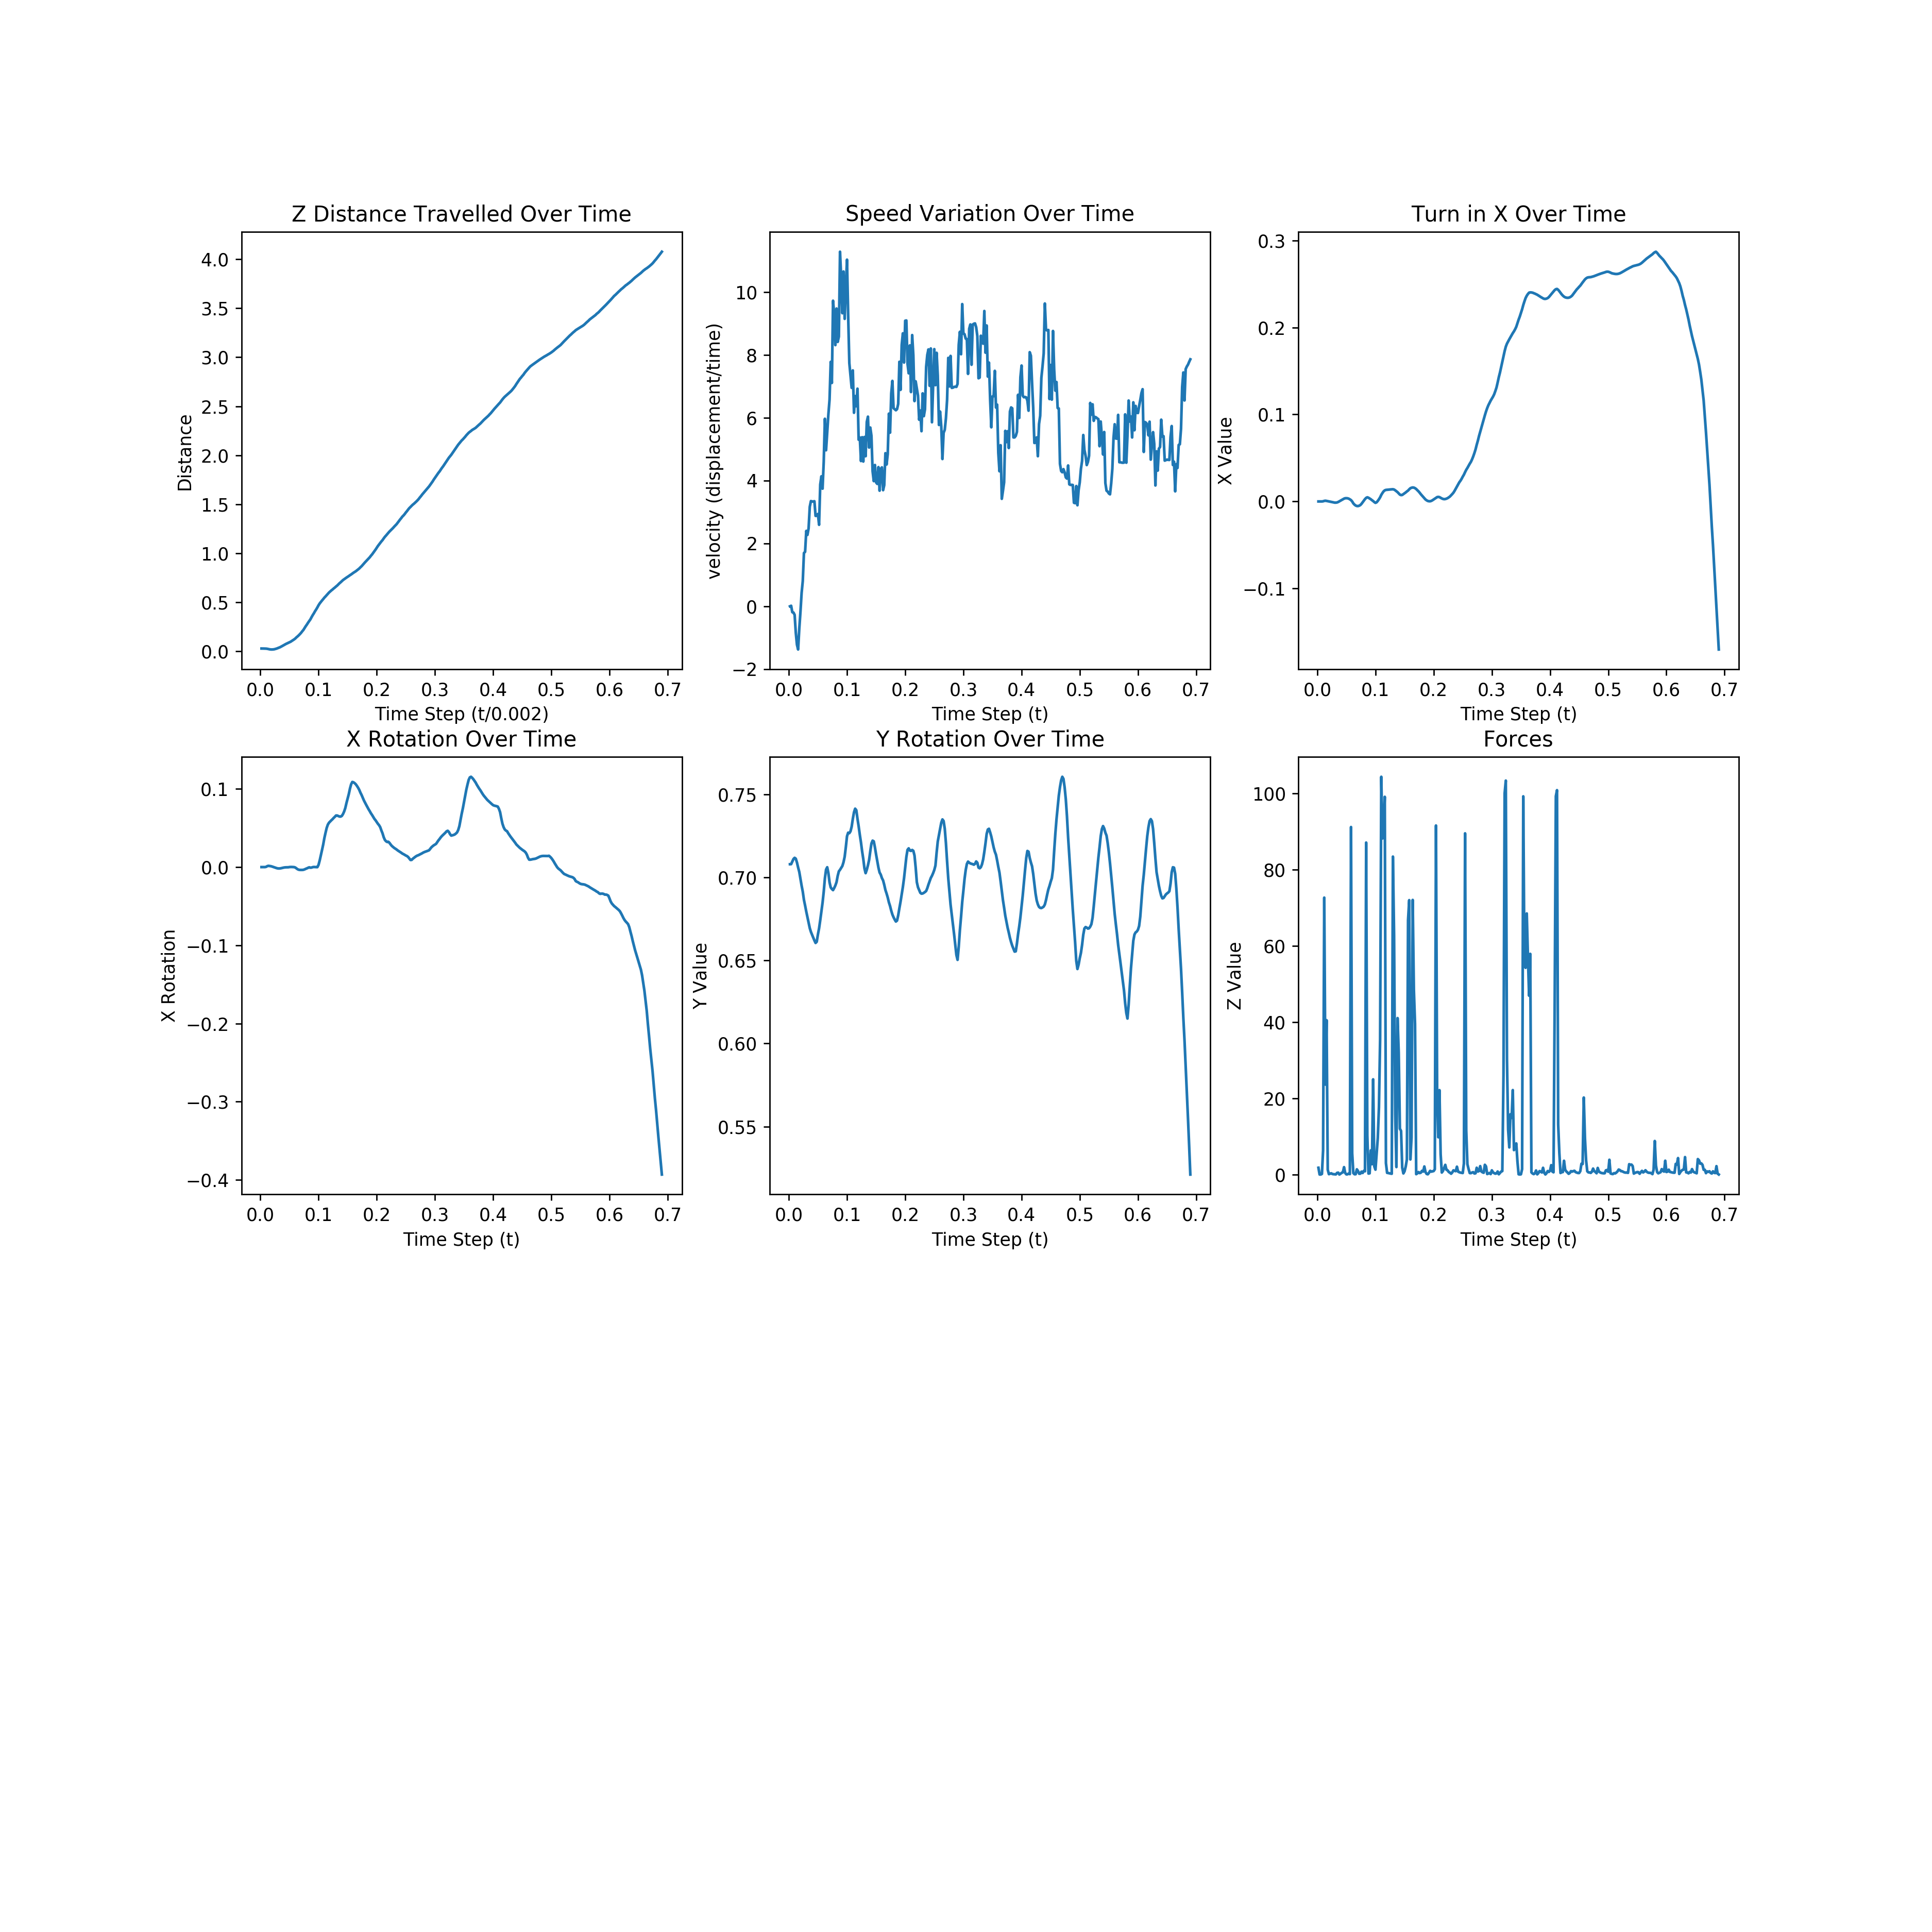 Z Distance Travelled Over Time
Distance
4.0
3.5
3.0
2.5
2.0
1.5
1.0
0.5
0.0
0.0 0.1 0.2 0.3 0.4 0.5 0.6 0.7
Time Step (t/0.002)
Speed Variation Over Time
velocity (displacement/time)
10
8
6
4
2
0
−2
0.0 0.1 0.2 0.3 0.4 0.5 0.6 0.7
Time Step (t)
Turn in X Over Time
X Value
0.3
0.2
0.1
0.0
−0.1
0.0 0.1 0.2 0.3 0.4 0.5 0.6 0.7
Time Step (t)
X Rotation Over Time
X Rotation
0.1
0.0
−0.1
−0.2
−0.3
−0.4
0.0 0.1 0.2 0.3 0.4 0.5 0.6 0.7
Time Step (t)
Y Rotation Over Time
Y Value
0.75
0.70
0.65
0.60
0.55
0.0 0.1 0.2 0.3 0.4 0.5 0.6 0.7
Time Step (t)
Forces
Z Value
100
80
60
40
20
0
0.0 0.1 0.2 0.3 0.4 0.5 0.6 0.7
Time Step (t)